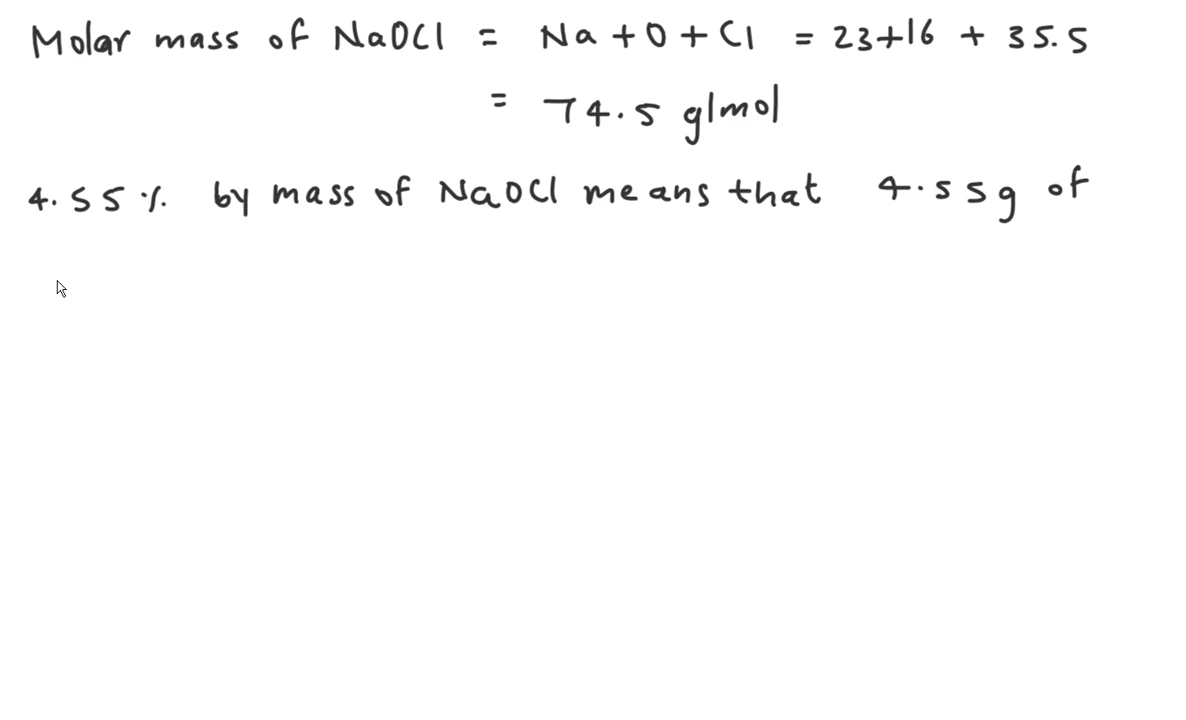 Molar mass of NaOCl = Na + O + Cl = 23+16 + 35.5
= 74.5 g/mol
4.55 % by mass of NaOCl means that 4.55g of